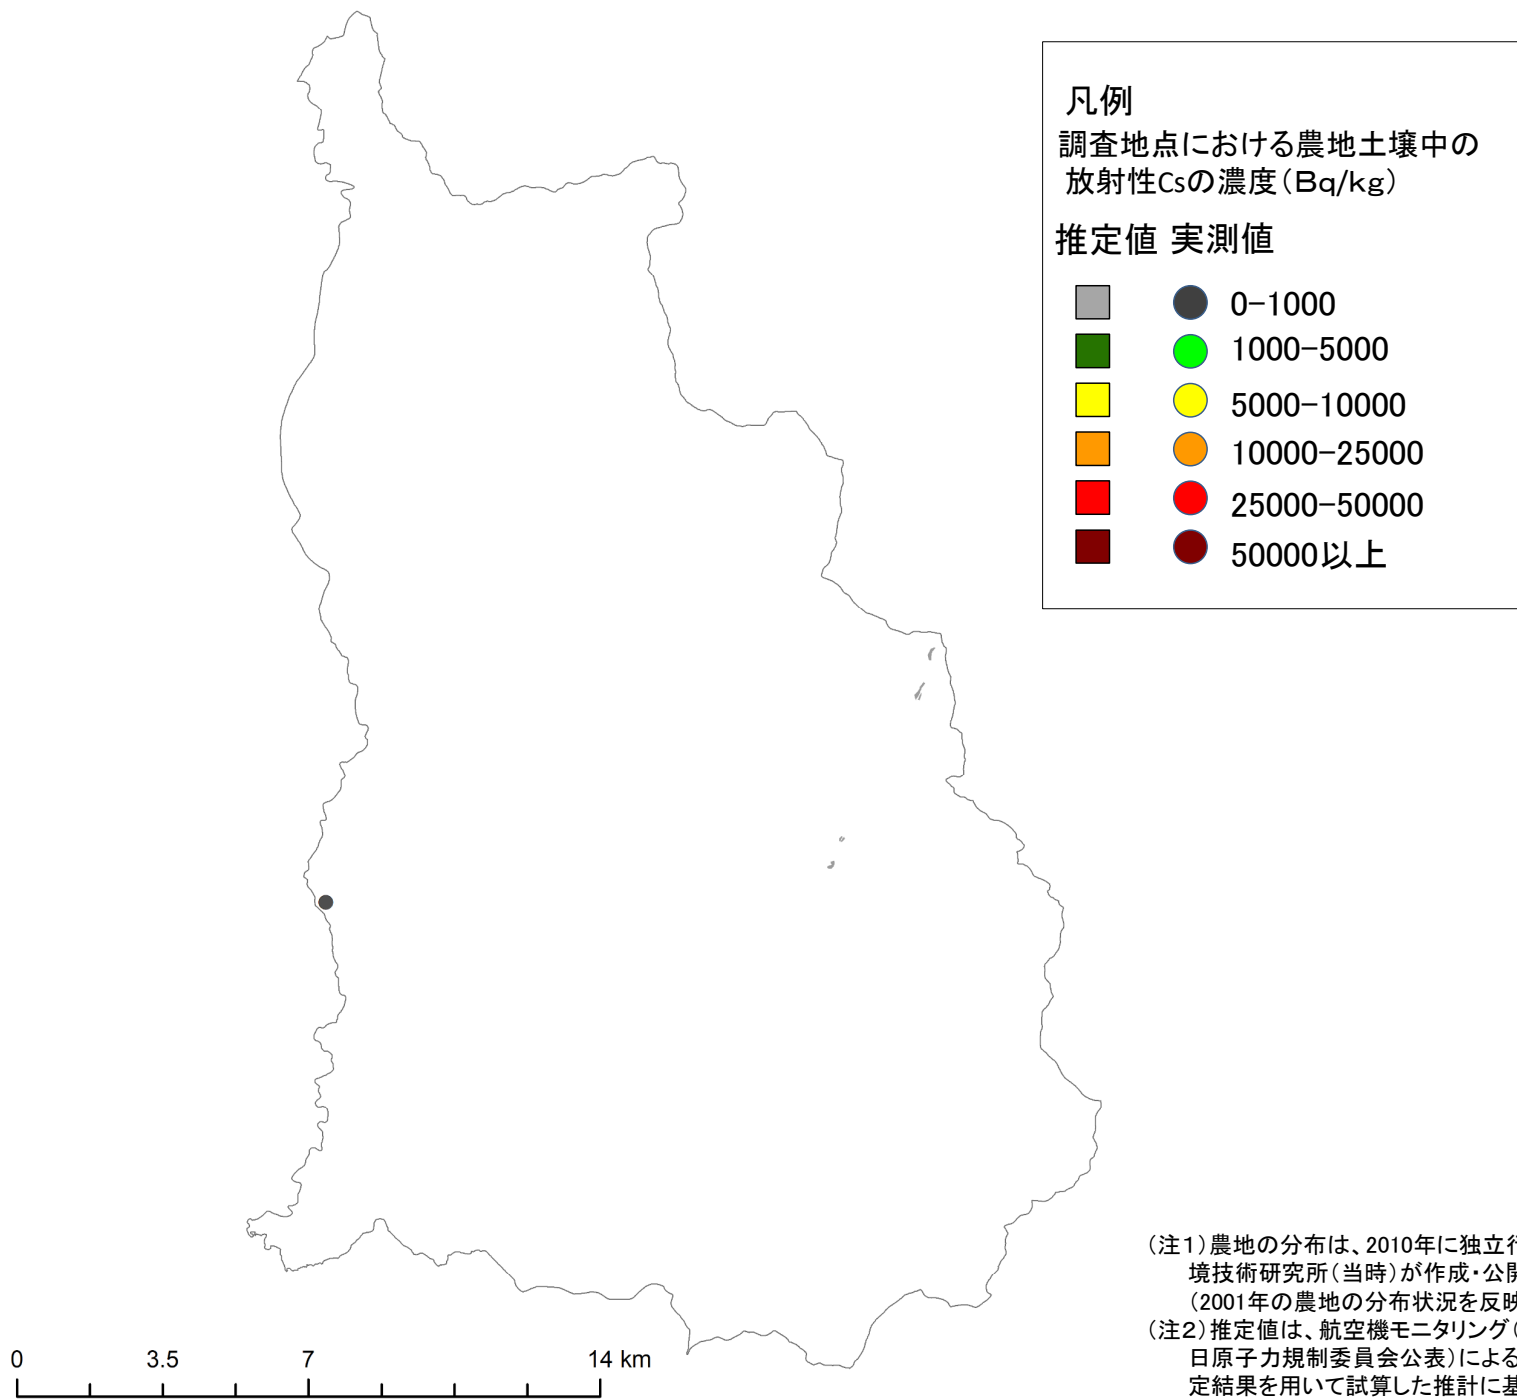 凡例
調査地点における農地土壌中の
放射性Csの濃度(Bq/kg)
推定値 実測値
0-1000
1000-5000
5000-10000
10000-25000
25000-50000
50000以上
(注1)農地の分布は、2010年に独立行
境技術研究所(当時)が作成・公開
(2001年の農地の分布状況を反映
(注2)推定値は、航空機モニタリング(
日原子力規制委員会公表)による
定結果を用いて試算した推計に基
0 3.5 7 14 km